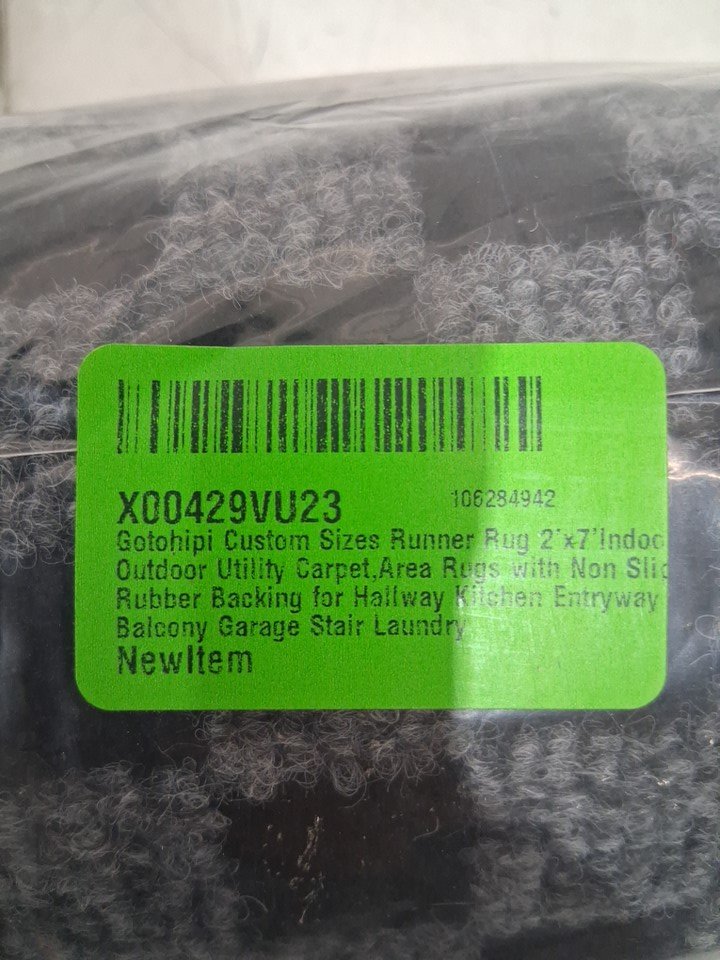 X00429VU23 106284942
Gotohipi Custom Sizes Runner Rug 2'x7'Indoo
Outdoor Utility Carpet,Area Rugs with Non Slic
Rubber Backing for Hallway Kitchen Entryway
Balcony Garage Stair Laundry
NewItem